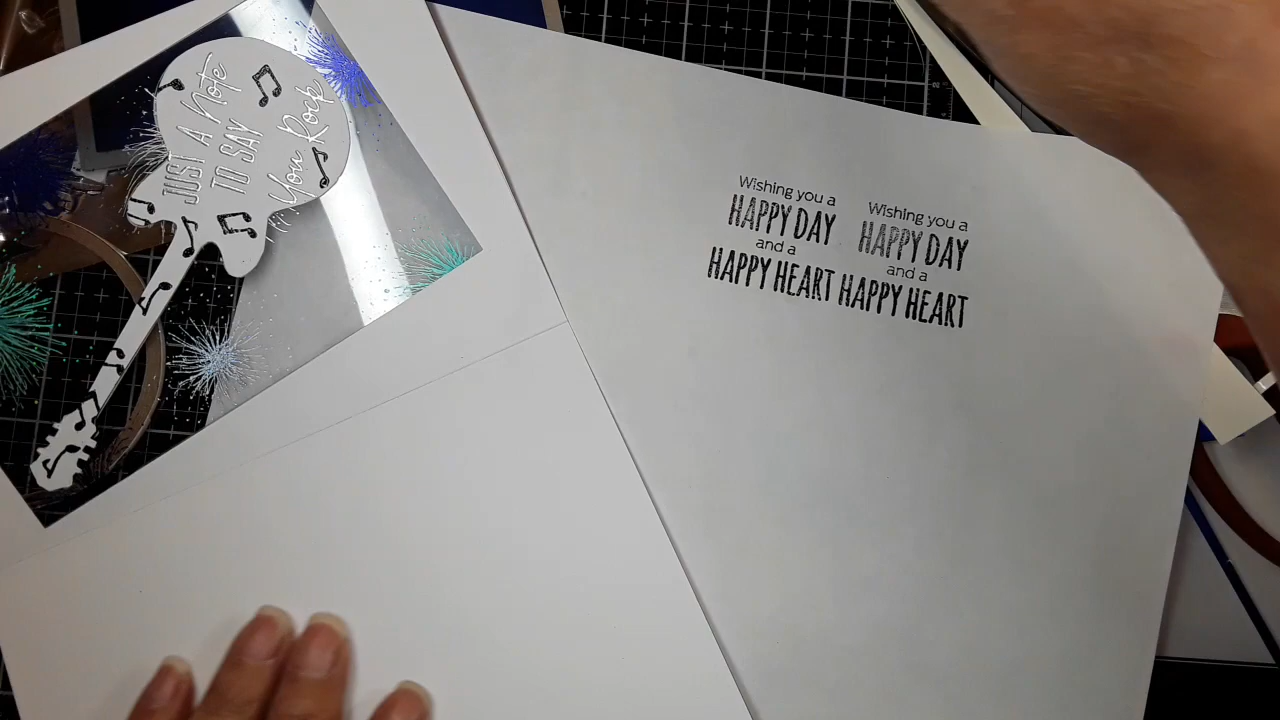 JUST A Note
TO SAY
You Rock
Wishing you a
HAPPY DAY
and a
HAPPY HEART
Wishing you a
HAPPY DAY
and a
HAPPY HEART